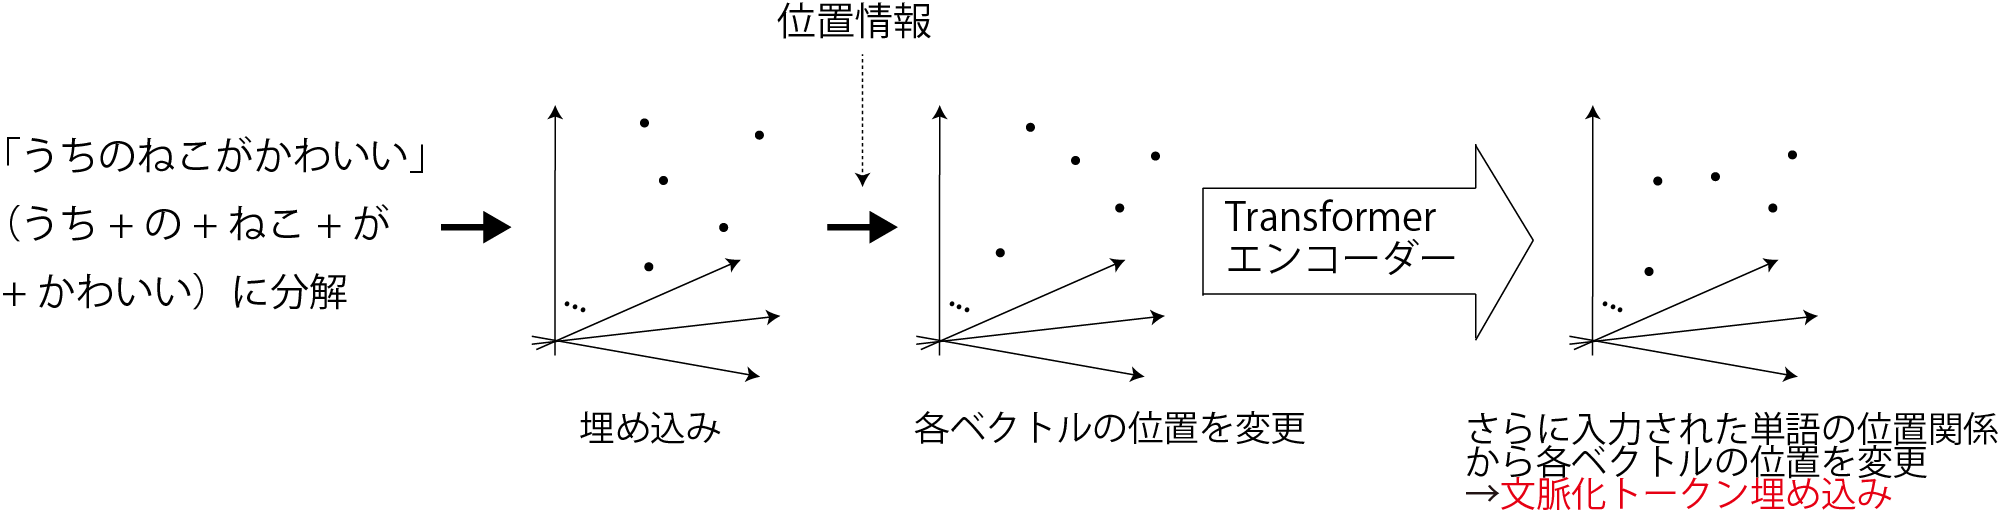 位置情報
「うちのねこがかわいい」
（うち + の + ねこ + が
+ かわいい）に分解
Transformer
エンコーダー
埋め込み
各ベクトルの位置を変更
さらに入力された単語の位置関係
から各ベクトルの位置を変更
→文脈化トークン埋め込み